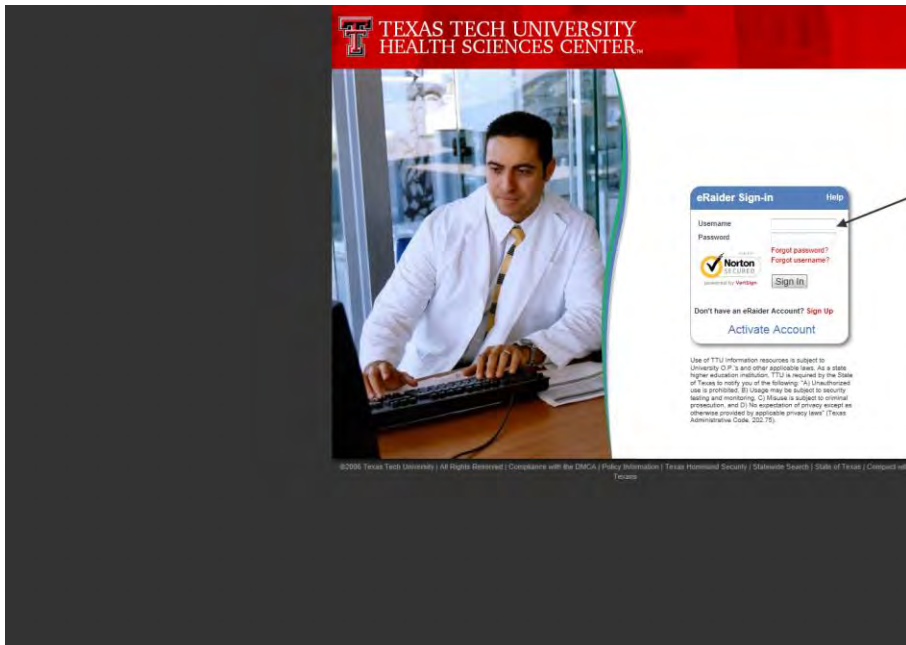 TEXAS TECH UNIVERSITY
HEALTH SCIENCES CENTER™
eRaider Sign-in Help
Username
Password
Forgot password?
Forgot username?
Norton
SECURED
powered by VeriSign
Sign In
Don't have an eRaider Account? Sign Up
Activate Account
Use of TTU information resources is subject to
University O.P.'s and other applicable laws. As a state
higher education institution, TTU is required by the State
of Texas to notify you of the following: "A) Unauthorized
use is prohibited, B) Usage may be subject to security
testing and monitoring, C) Misuse is subject to criminal
prosecution, and D) No expectation of privacy except as
otherwise provided by applicable privacy laws" (Texas
Administrative Code, 202.75).
©2006 Texas Tech University | All Rights Reserved | Compliance with the DMCA | Policy Information | Texas Homeland Security | Statewide Search | State of Texas | Compact
Texans